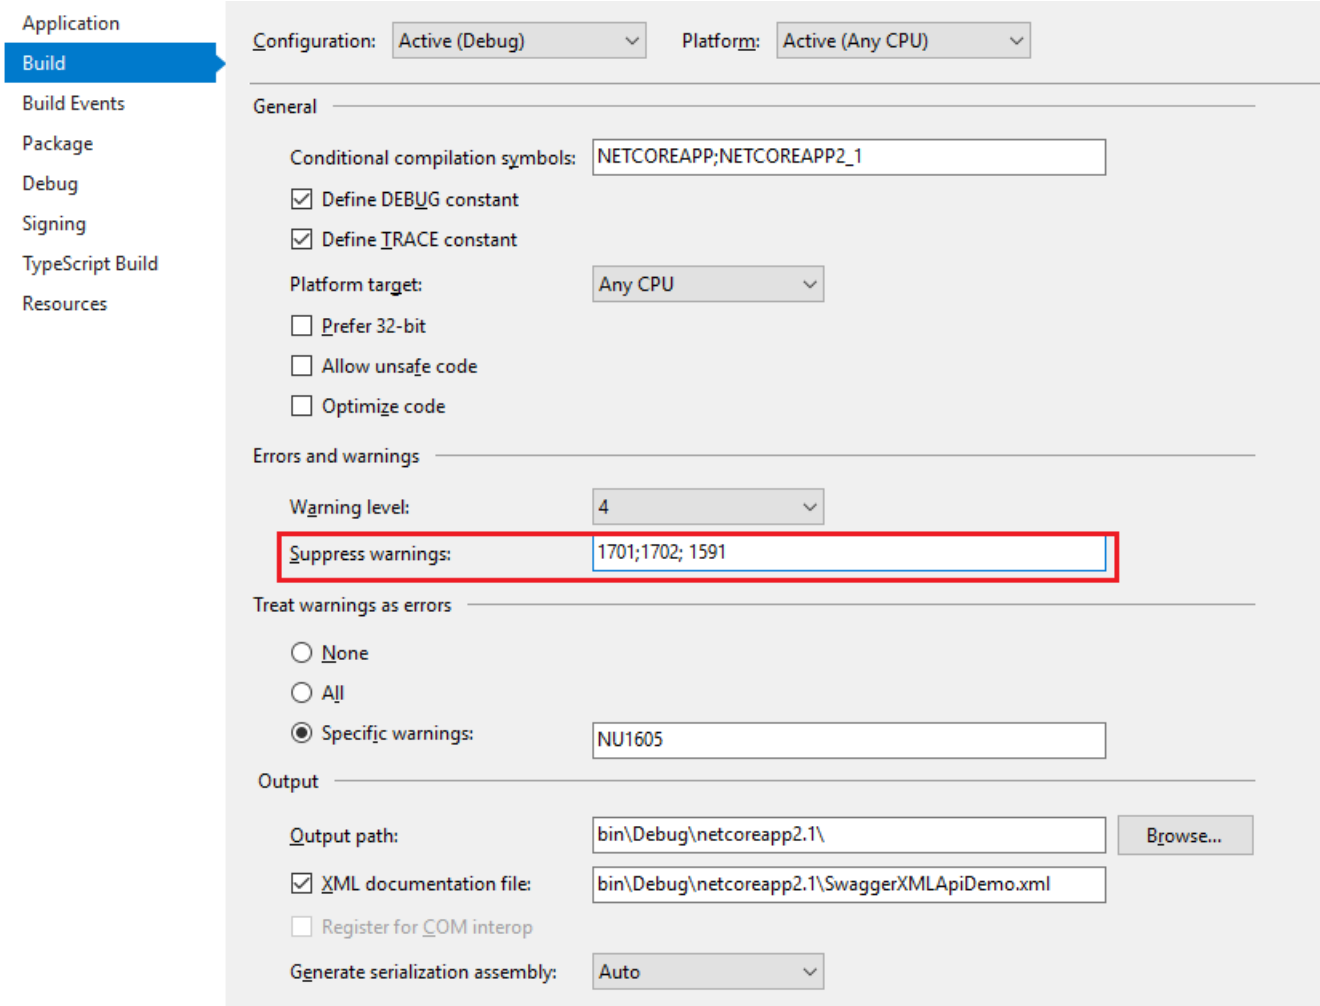 Application
Build
Build Events
Package
Debug
Signing
TypeScript Build
Resources
Configuration: Active (Debug) Platform: Active (Any CPU)
General
Conditional compilation symbols: NETCOREAPP;NETCOREAPP2_1
Define DEBUG constant
Define TRACE constant
Platform target: Any CPU
Prefer 32-bit
Allow unsafe code
Optimize code
Errors and warnings
Warning level: 4
Suppress warnings: 1701;1702; 1591
Treat warnings as errors
None
All
Specific warnings: NU1605
Output
Output path: bin\Debug\netcoreapp2.1\ Browse...
XML documentation file: bin\Debug\netcoreapp2.1\SwaggerXMLApiDemo.xml
Register for COM interop
Generate serialization assembly: Auto